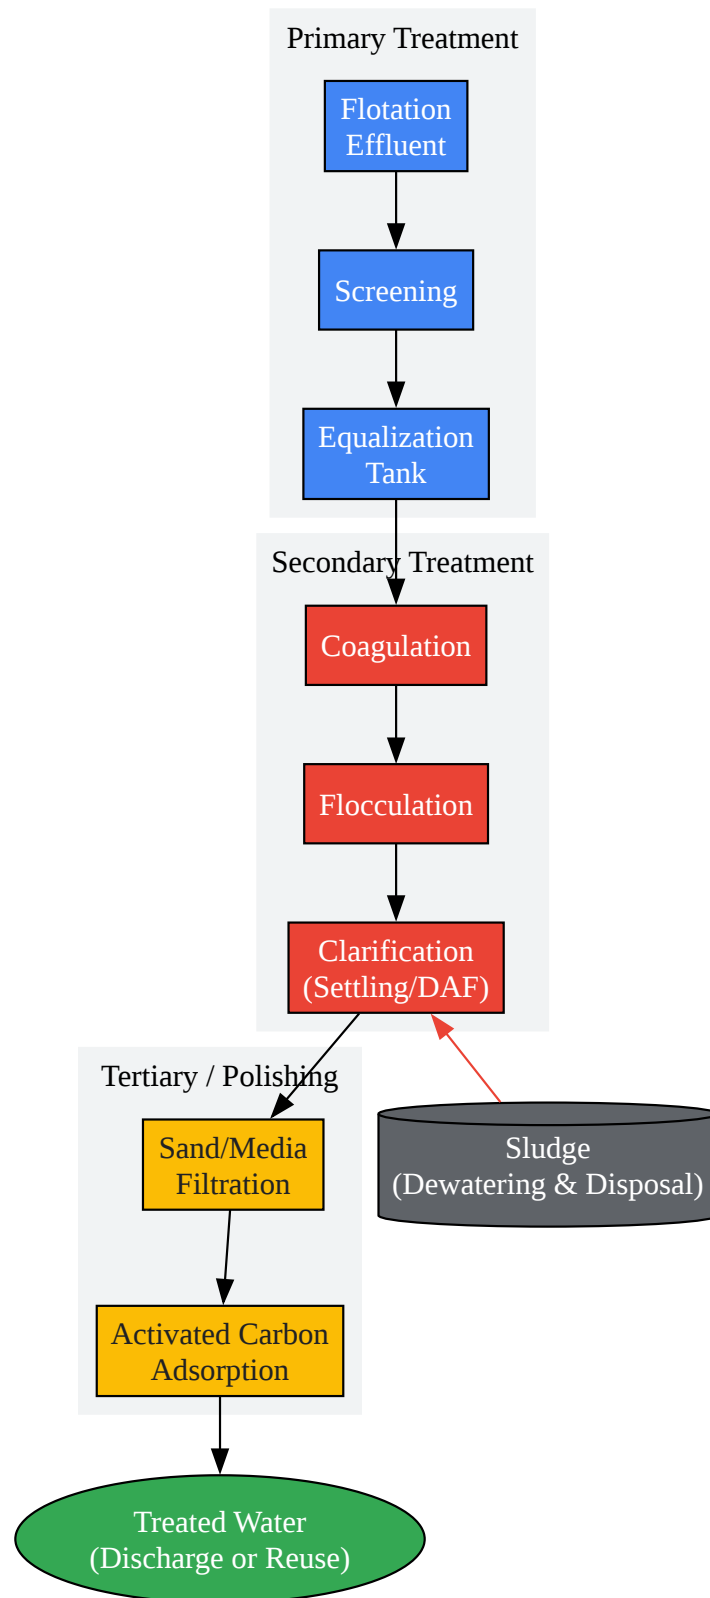 Primary Treatment
Flotation
Effluent
Screening
Equalization
Tank
Secondary Treatment
Coagulation
Flocculation
Clarification
(Settling/DAF)
Tertiary / Polishing
Sand/Media
Filtration
Sludge
(Dewatering & Disposal)
Activated Carbon
Adsorption
Treated Water
(Discharge or Reuse)